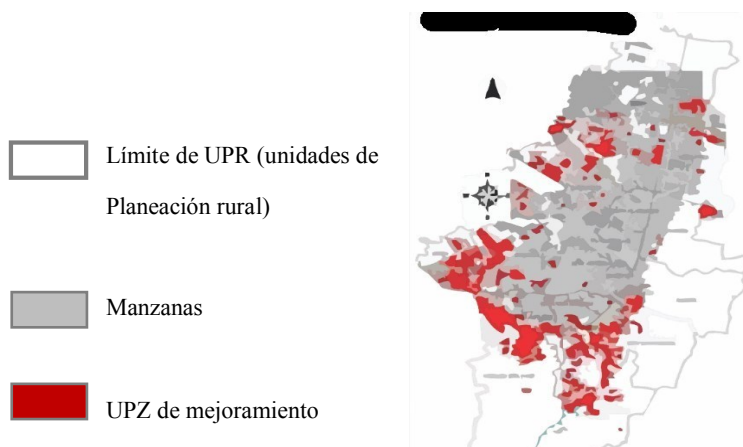 Límite de UPR (unidades de
Planeación rural)
Manzanas
UPZ de mejoramiento